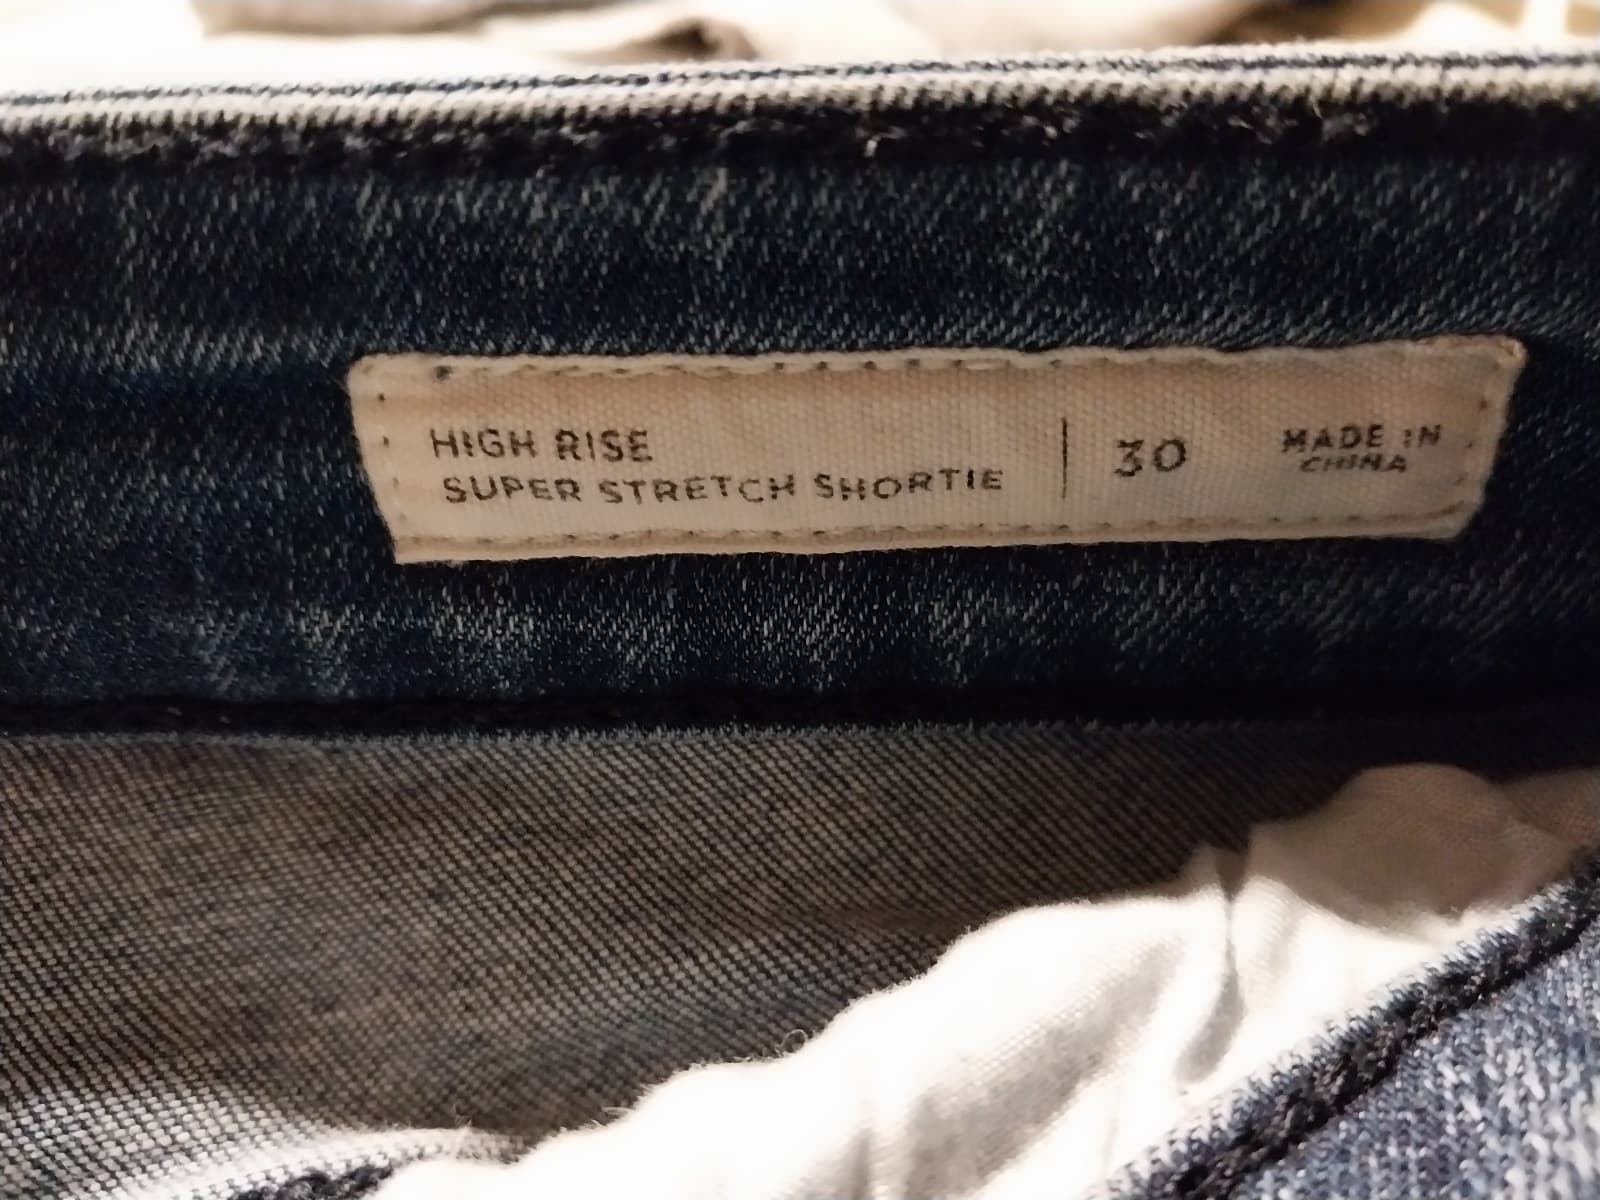 HIGH RISE
SUPER STRETCH SHORTIE
30
MADE IN
CHINA